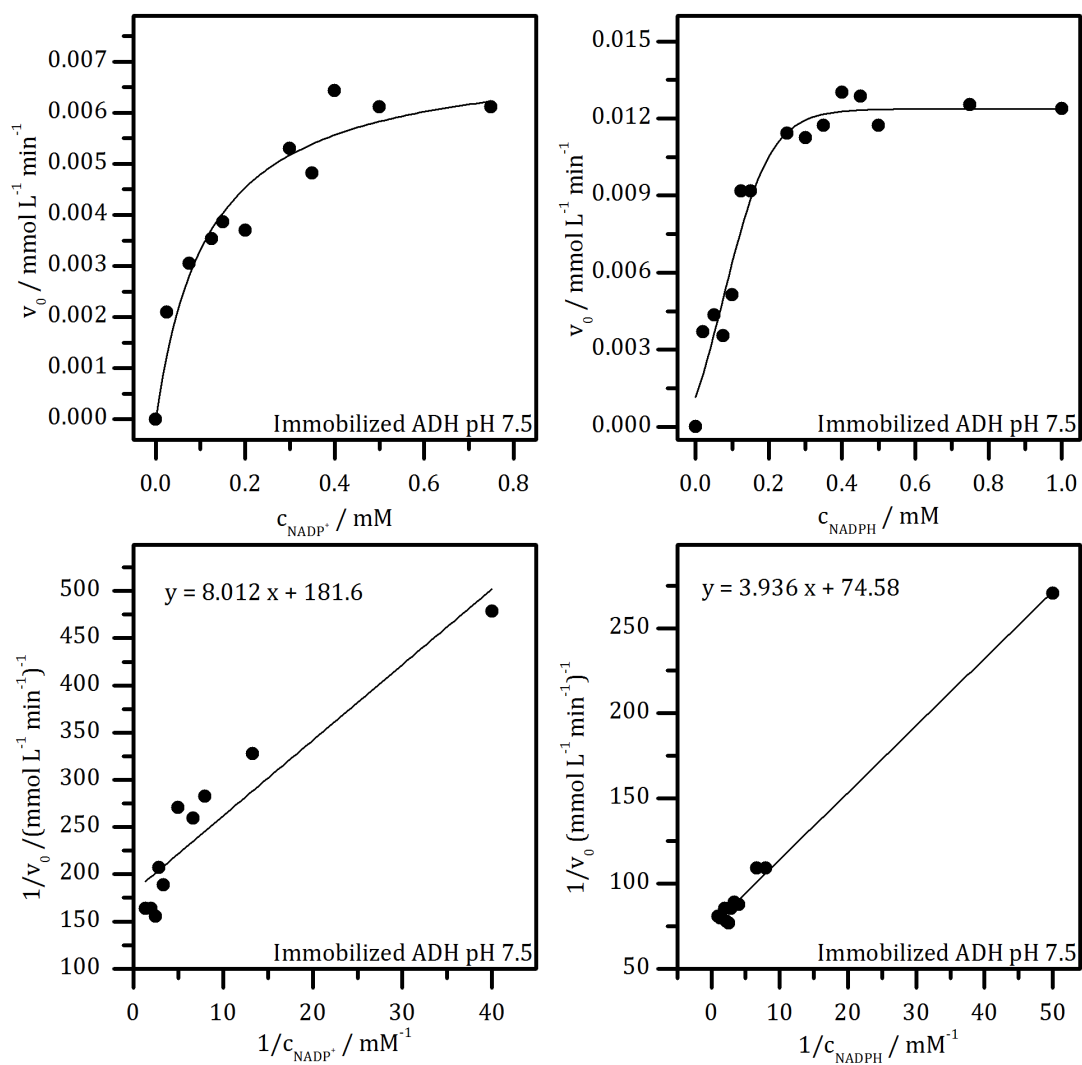 v₀ / mmol L⁻¹ min⁻¹
0.007
0.006
0.005
0.004
0.003
0.002
0.001
0.000
Immobilized ADH pH 7.5
0.0 0.2 0.4 0.6 0.8
c_NADP⁺ / mM
v₀ / mmol L⁻¹ min⁻¹
0.015
0.012
0.009
0.006
0.003
0.000
Immobilized ADH pH 7.5
0.0 0.2 0.4 0.6 0.8 1.0
c_NADPH / mM
1/v₀ /(mmol L⁻¹ min⁻¹)⁻¹
y = 8.012 x + 181.6
500
450
400
350
300
250
200
150
100
Immobilized ADH pH 7.5
0 10 20 30 40
1/c_NADP⁺ / mM⁻¹
1/v₀ (mmol L⁻¹ min⁻¹)⁻¹
y = 3.936 x + 74.58
250
200
150
100
50
Immobilized ADH pH 7.5
0 10 20 30 40 50
1/c_NADPH / mM⁻¹